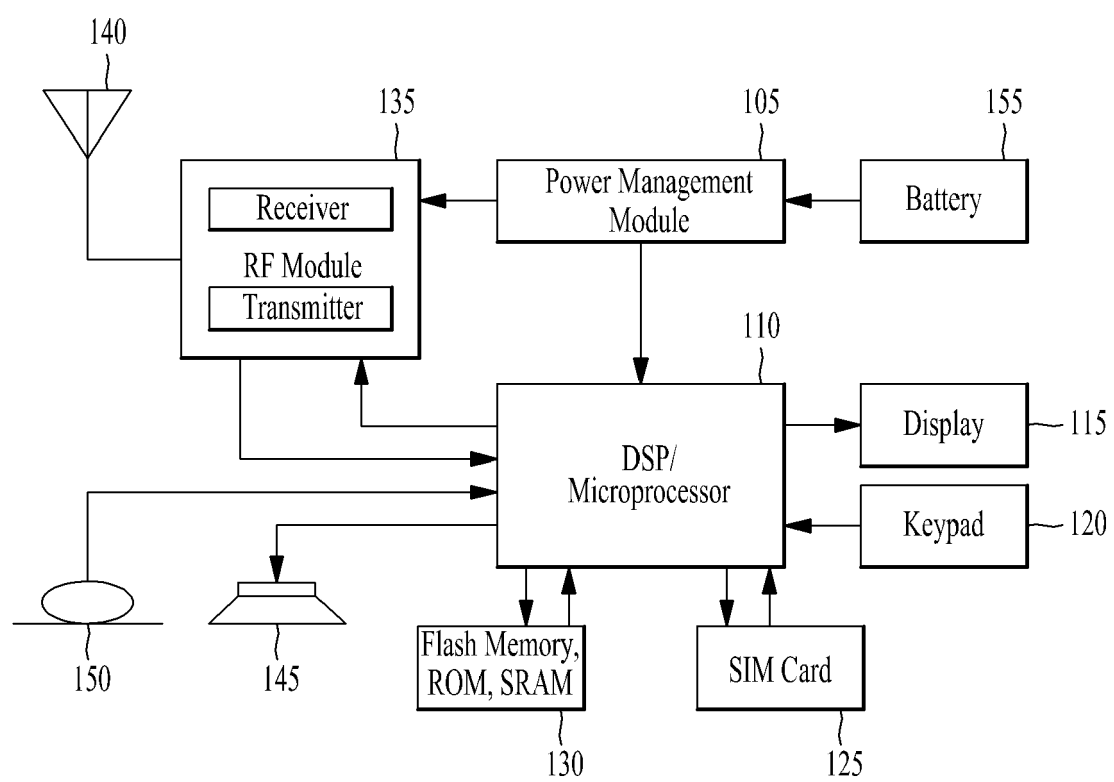 140
135
105
155
Receiver
RF Module
Transmitter
Power Management
Module
Battery
110
DSP/
Microprocessor
Display
115
Keypad
120
150
145
Flash Memory,
ROM, SRAM
130
SIM Card
125